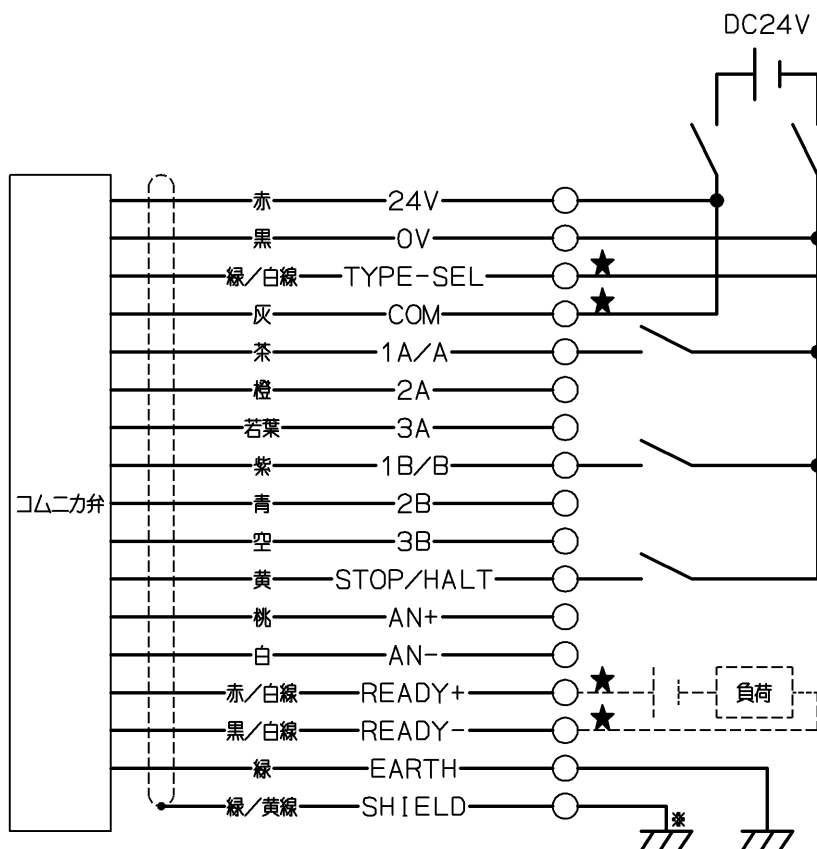 DC24V
赤 24V
黒 0V
緑／白線 TYPE-SEL
★
灰 COM
★
茶 1A/A
橙 2A
若葉 3A
紫 1B/B
コムニカ弁
青 2B
空 3B
黄 STOP/HALT
桃 AN+
白 AN-
赤／白線 READY+
★
負荷
黒／白線 READY-
★
緑 EARTH
緑／黄線 SHIELD
※